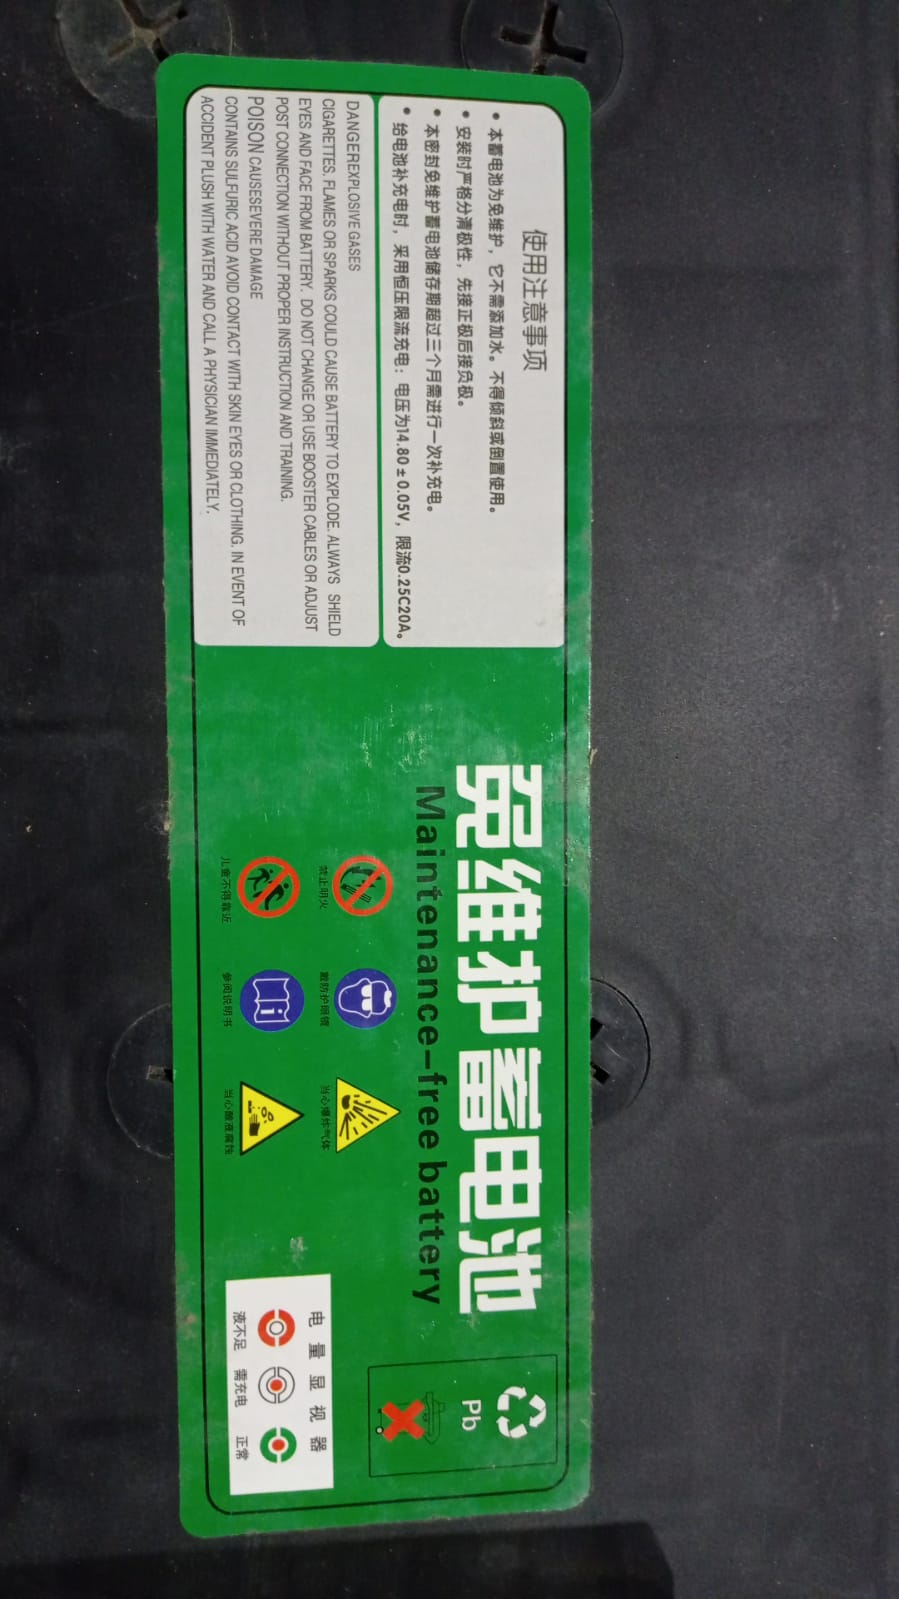 使用注意事项
• 本蓄电池为免维护，它不需添加水。不得倾斜或倒置使用。
• 安装时严格分清极性，先接正极后接负极。
• 本密封免维护蓄电池储存期超过三个月需进行一次补充电。
• 给电池补充电时，采用恒压限流充电：电压为14.80±0.05V，限流0.25C20A。
DANGEREXPLOSIVE GASES
CIGARETTES, FLAMES OR SPARKS COULD CAUSE BATTERY TO EXPLODE. ALWAYS SHIELD
EYES AND FACE FROM BATTERY. DO NOT CHANGE OR USE BOOSTER CABLES OR ADJUST
POST CONNECTION WITHOUT PROPER INSTRUCTION AND TRAINING.
POISON CAUSESEVERE DAMAGE
CONTAINS SULFURIC ACID AVOID CONTACT WITH SKIN EYES OR CLOTHING. IN EVENT OF
ACCIDENT PLUSH WITH WATER AND CALL A PHYSICIAN IMMEDIATELY.
免维护蓄电池
Maintenance-free battery
禁止明火 戴防护眼镜 当心爆炸气体
儿童不得靠近 参阅说明书 当心酸液腐蚀
Pb
电量显视器
液不足 需充电 正常